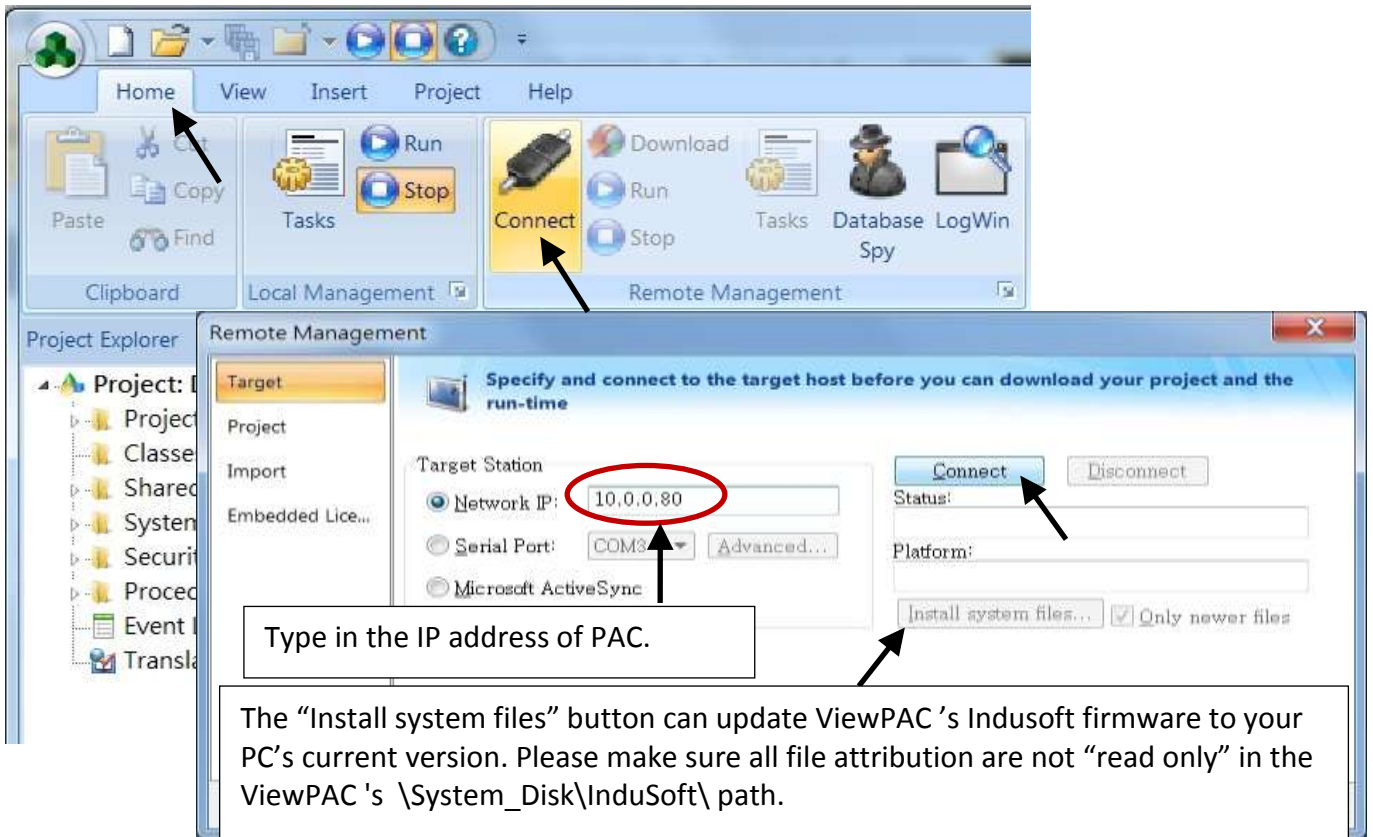 Home View Insert Project Help
Cut
Copy
Find
Paste
Clipboard
Tasks
Run
Stop
Local Management
Connect
Download
Run
Stop
Tasks
Database Spy
LogWin
Remote Management
Project Explorer
Project:
Project
Classe
Shared
System
Securit
Proced
Event
Transla
Remote Management
Target
Project
Import
Embedded Lice...
Specify and connect to the target host before you can download your project and the
run-time
Target Station
Network IP: 10.0.0.80
Serial Port: COM3 Advanced...
Microsoft ActiveSync
Connect Disconnect
Status:
Platform:
Install system files... Only newer files
Type in the IP address of PAC.
The “Install system files” button can update ViewPAC ’s Indusoft firmware to your
PC’s current version. Please make sure all file attribution are not “read only” in the
ViewPAC 's \System_Disk\InduSoft\ path.